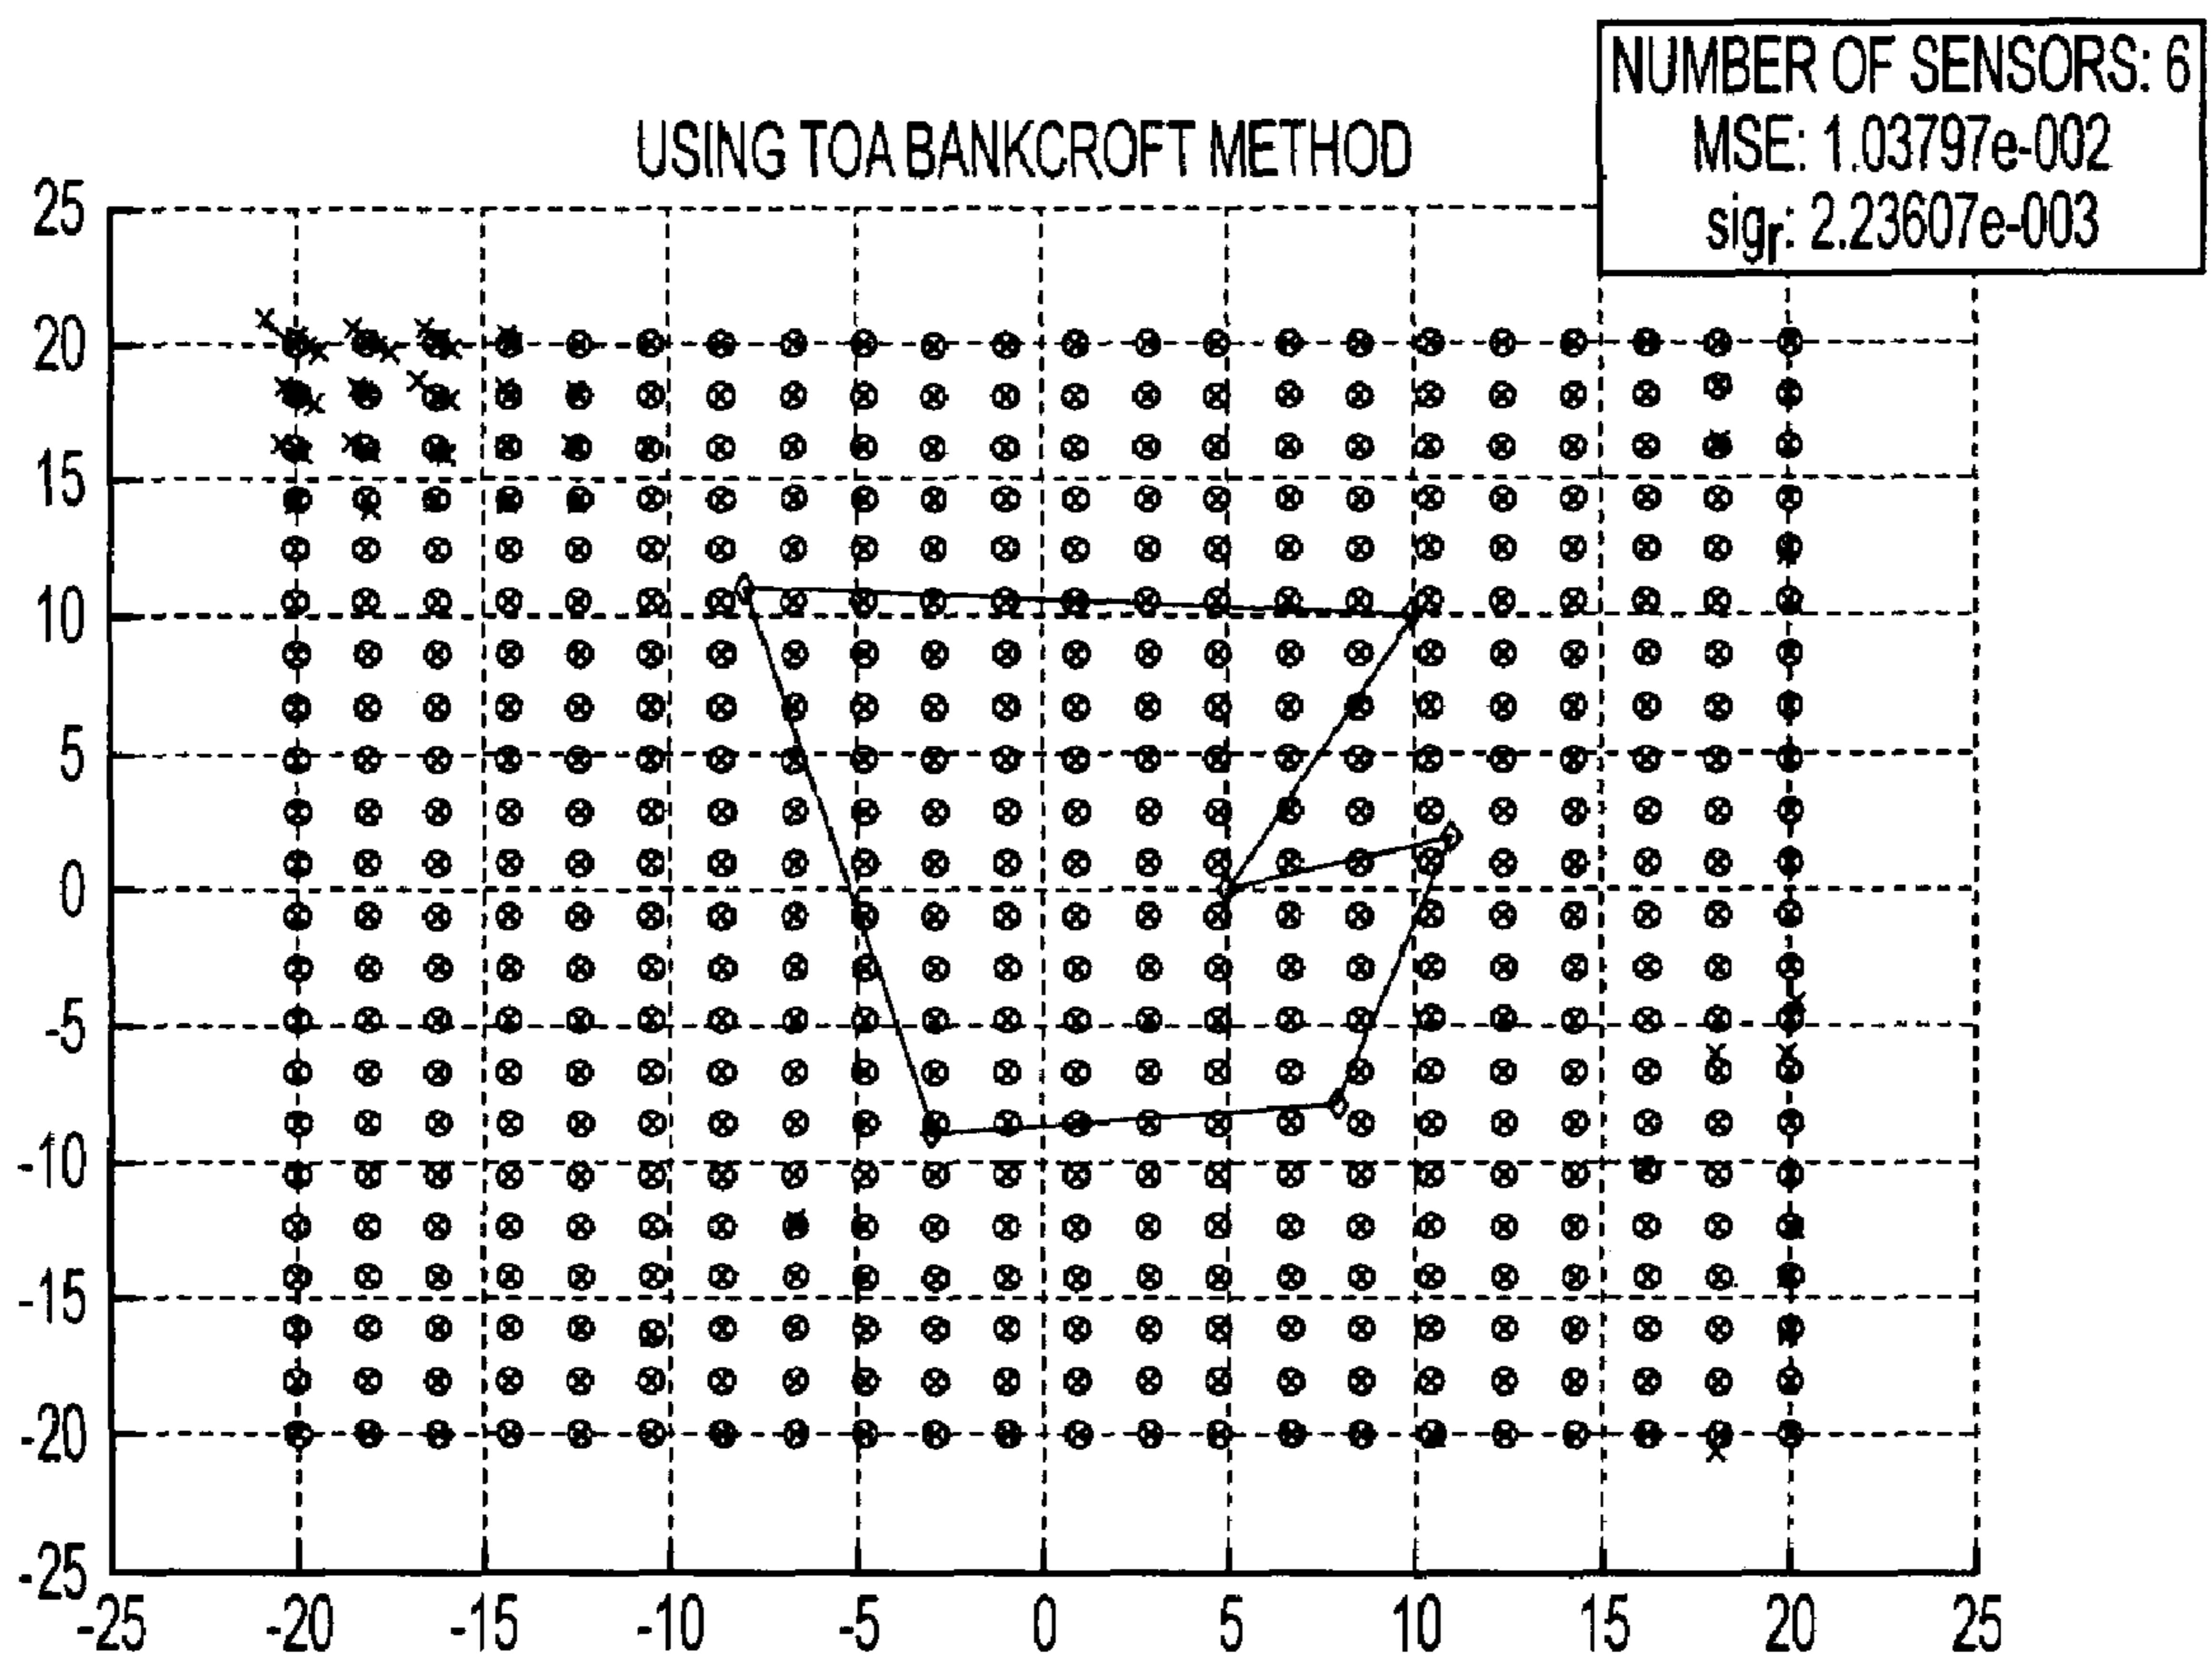 NUMBER OF SENSORS: 6
MSE: 1.03797e-002
sigr: 2.23607e-003
USING TOA BANKCROFT METHOD
25
20
15
10
5
0
-5
-10
-15
-20
-25
-25 -20 -15 -10 -5 0 5 10 15 20 25